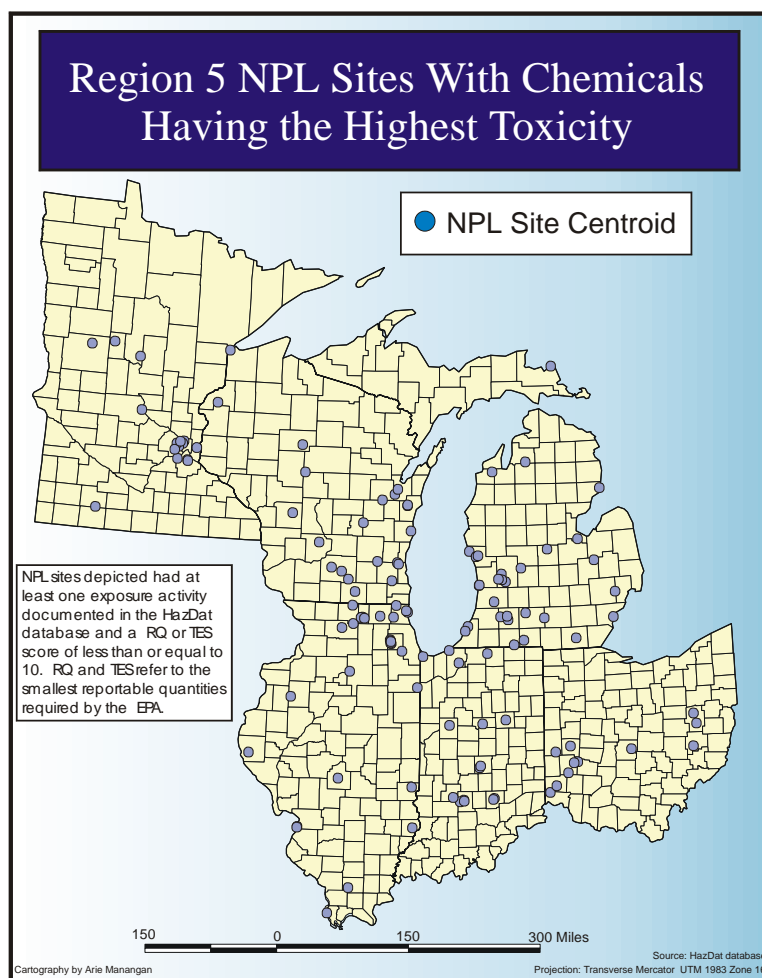 Region 5 NPL Sites With Chemicals
Having the Highest Toxicity
NPL Site Centroid
NPL sites depicted had at
least one exposure activity
documented in the HazDat
database and a RQ or TES
score of less than or equal to
10. RQ and TES refer to the
smallest reportable quantities
required by the EPA.
150 0 150 300 Miles
Source: HazDat database
Cartography by Arie Manangan
Projection: Transverse Mercator UTM 1983 Zone 16